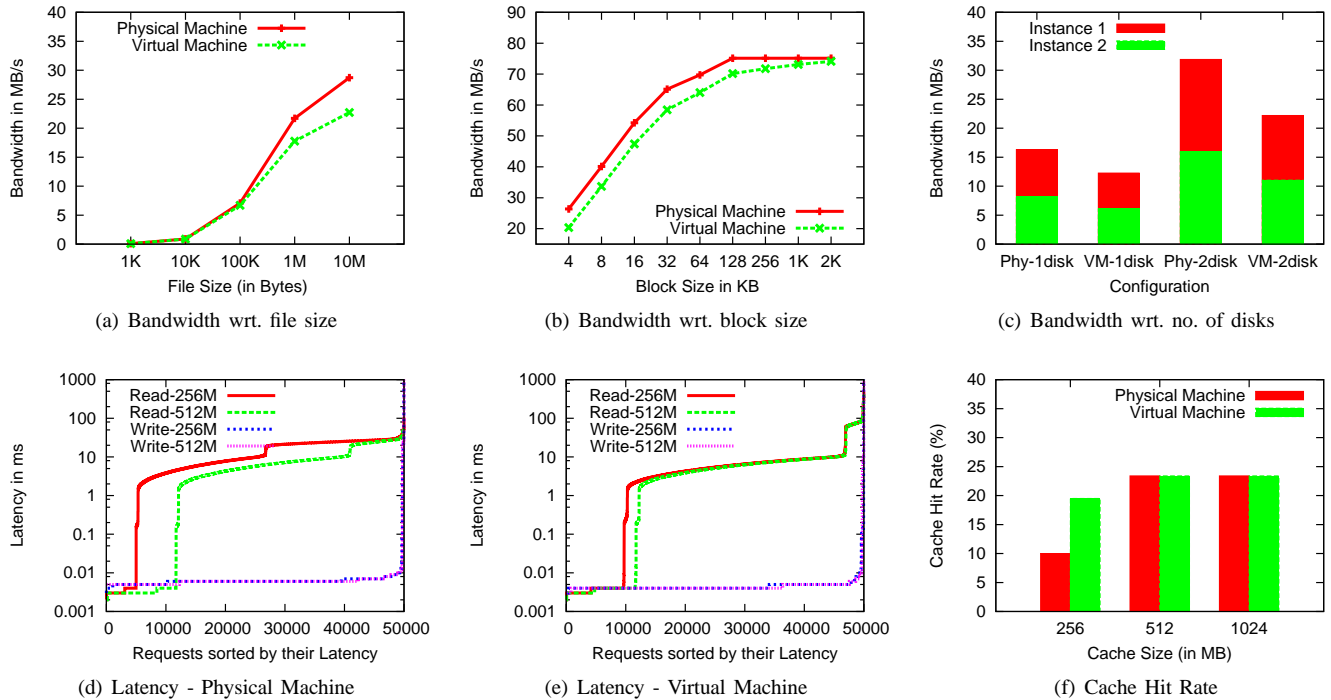 40
35
30
25
20
15
10
5
0
Bandwidth in MB/s
Physical Machine
Virtual Machine
1K 10K 100K 1M 10M
File Size (in Bytes)
(a) Bandwidth wrt. file size
90
80
70
60
50
40
30
20
Bandwidth in MB/s
Physical Machine
Virtual Machine
4 8 16 32 64 128 256 1K 2K
Block Size in KB
(b) Bandwidth wrt. block size
40
35
30
25
20
15
10
5
0
Bandwidth in MB/s
Instance 1
Instance 2
Phy-1disk VM-1disk Phy-2disk VM-2disk
Configuration
(c) Bandwidth wrt. no. of disks
1000
100
10
1
0.1
0.01
0.001
Latency in ms
Read-256M
Read-512M
Write-256M
Write-512M
0 10000 20000 30000 40000 50000
Requests sorted by their Latency
(d) Latency - Physical Machine
1000
100
10
1
0.1
0.01
0.001
Latency in ms
Read-256M
Read-512M
Write-256M
Write-512M
0 10000 20000 30000 40000 50000
Requests sorted by their Latency
(e) Latency - Virtual Machine
40
35
30
25
20
15
10
5
0
Cache Hit Rate (%)
Physical Machine
Virtual Machine
256 512 1024
Cache Size (in MB)
(f) Cache Hit Rate